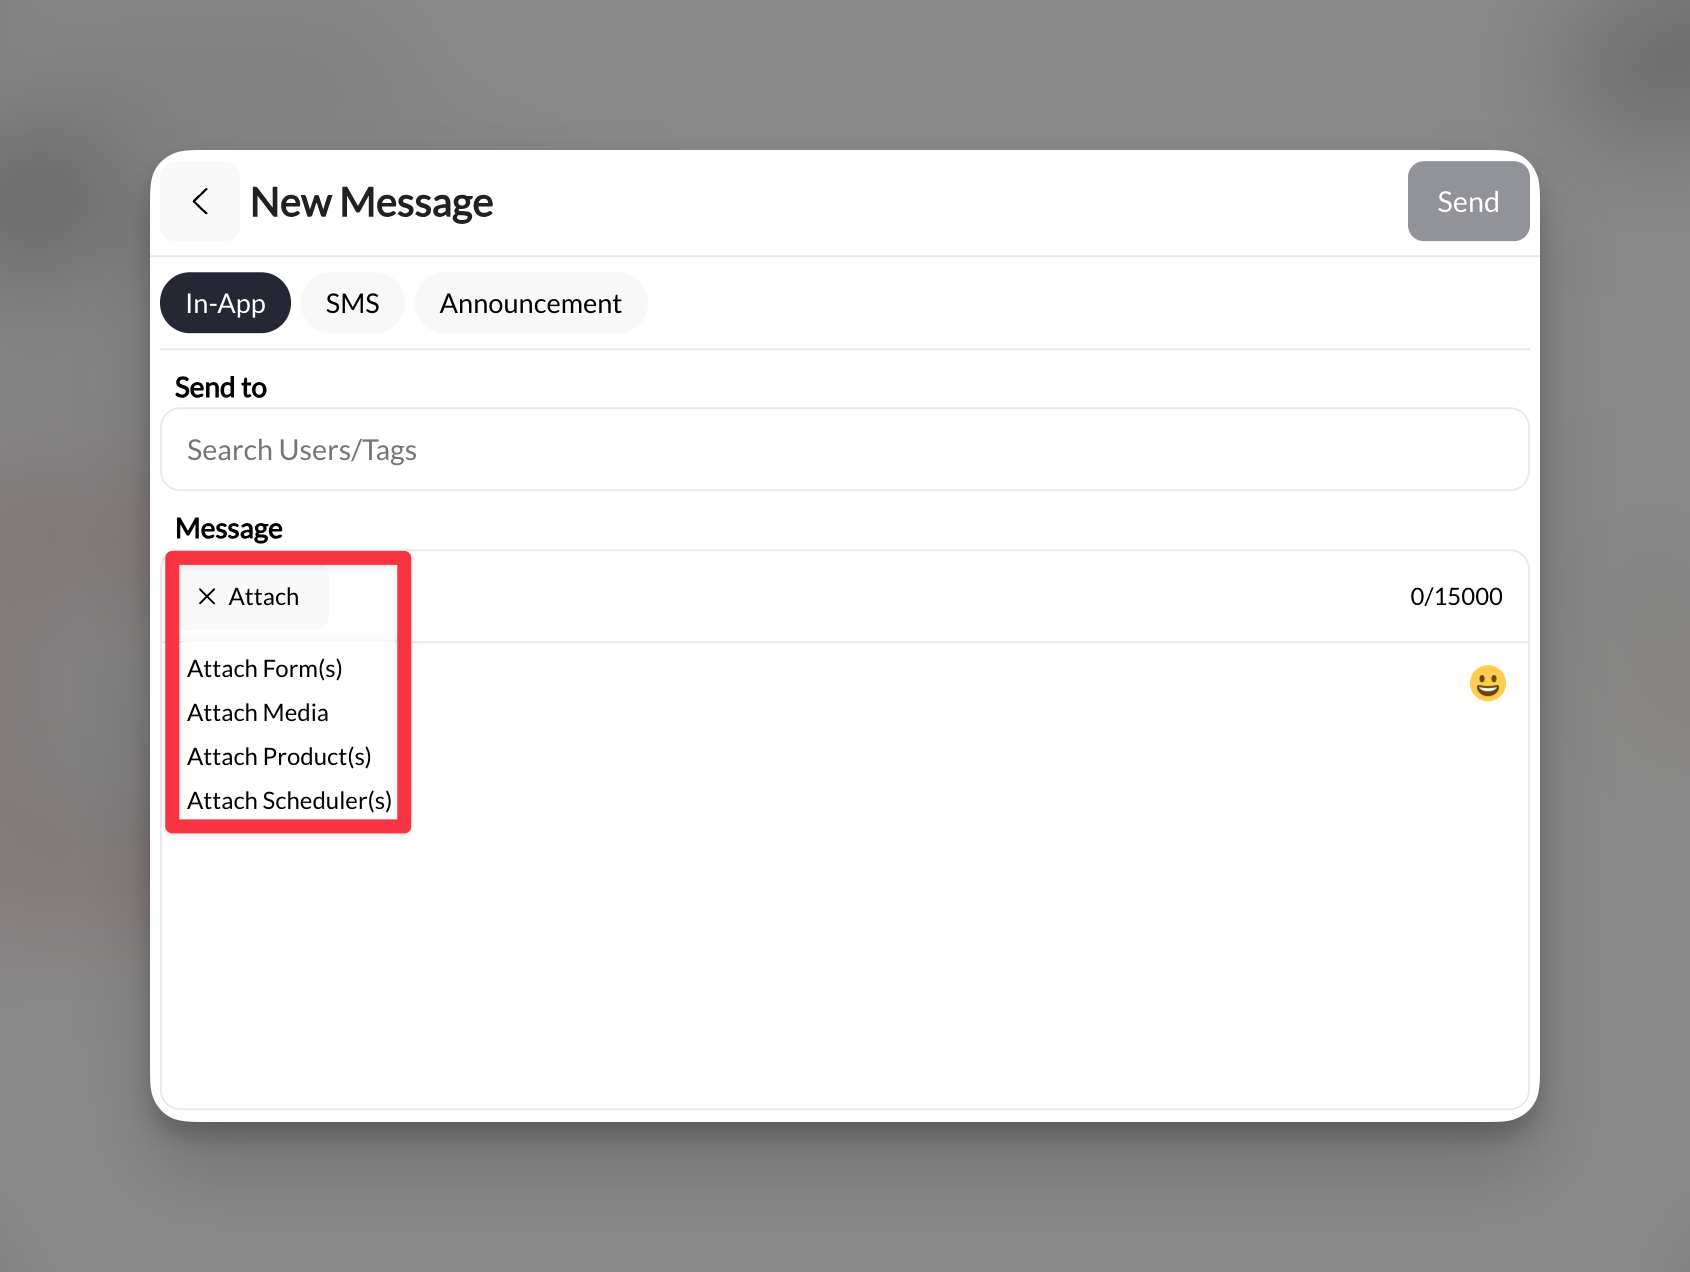 New Message
Send
In-App SMS Announcement
Send to
Search Users/Tags
Message
Attach
0/15000
Attach Form(s)
Attach Media
Attach Product(s)
Attach Scheduler(s)